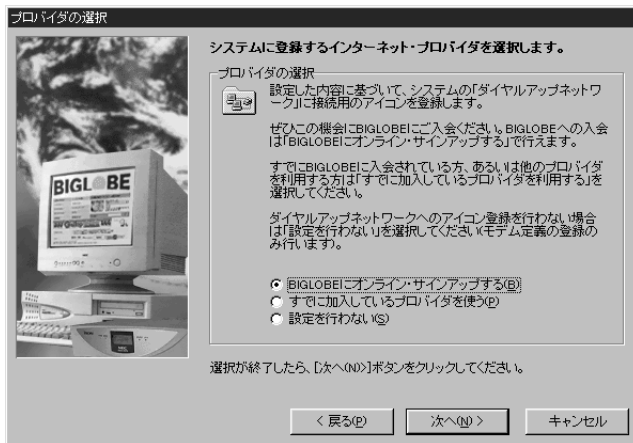 プロバイダの選択
システムに登録するインターネット・プロバイダを選択します。
プロバイダの選択
設定した内容に基づいて、システムの「ダイヤルアップネットワ
ーク」に接続用のアイコンを登録します。
ぜひこの機会にBIGLOBEにご入会ください。BIGLOBEへの入会
は「BIGLOBEにオンライン・サインアップする」で行えます。
すでにBIGLOBEに入会されている方、あるいは他のプロバイダ
を利用する方は「すでに加入しているプロバイダを利用する」を
選択してください。
ダイヤルアップネットワークへのアイコン登録を行わない場合
は「設定を行わない」を選択してください(モデム定義の登録の
み行います)。
BIGLOBE
BIGLOBEにオンライン・サインアップする(B)
すでに加入しているプロバイダを使う(P)
設定を行わない(S)
選択が終了したら、[次へ(N)>]ボタンをクリックしてください。
< 戻る(P)
次へ(N) >
キャンセル